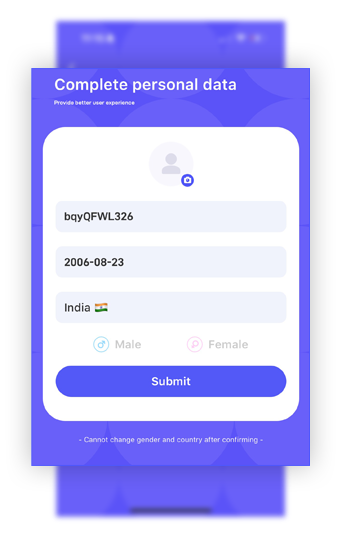 Complete personal data
Provide better user experience
bqyQFWL326
2006-08-23
India 🇮🇳
Male Female
Submit
- Cannot change gender and country after confirming -